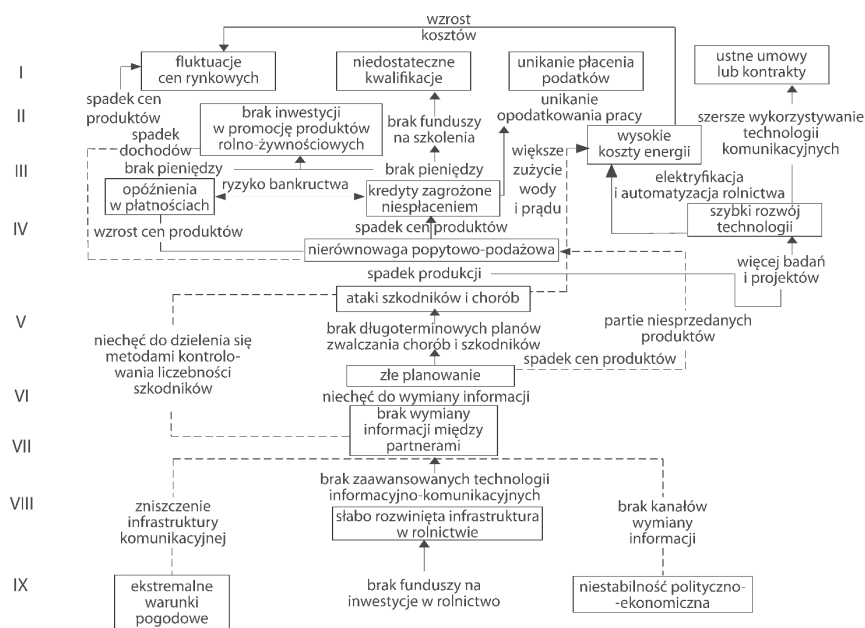 wzrost
kosztów
I
fluktuacje
cen rynkowych
niedostateczne
kwalifikacje
unikanie płacenia
podatków
ustne umowy
lub kontrakty
spadek cen
produktów
II
brak inwestycji
w promocję produktów
rolno-żywnościowych
brak funduszy
na szkolenia
unikanie
opodatkowania pracy
szersze wykorzystywanie
technologii
komunikacyjnych
spadek
dochodów
wysokie
koszty energii
większe
zużycie
wody
i prądu
III
brak pieniędzy
brak pieniędzy
elektryfikacja
i automatyzacja rolnictwa
opóźnienia
w płatnościach
ryzyko bankructwa
kredyty zagrożone
niespłaceniem
szybki rozwój
technologii
IV
wzrost cen produktów
spadek cen produktów
nierównowaga popytowo-podażowa
więcej badań
i projektów
spadek produkcji
ataki szkodników i chorób
V
niechęć do dzielenia się
metodami kontrolo-
wania liczebności
szkodników
brak długoterminowych planów
zwalczania chorób i szkodników
partie niesprzedanych
produktów
spadek cen produktów
złe planowanie
VI
niechęć do wymiany informacji
brak wymiany
informacji między
partnerami
VII
brak zaawansowanych technologii
informacyjno-komunikacyjnych
VIII
zniszczenie
infrastruktury
komunikacyjnej
słabo rozwinięta infrastruktura
w rolnictwie
brak kanałów
wymiany
informacji
IX
ekstremalne
warunki
pogodowe
brak funduszy na
inwestycje w rolnictwo
niestabilność polityczno-
-ekonomiczna